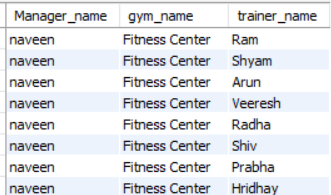 Manager_name gym_name trainer_name
naveen Fitness Center Ram
naveen Fitness Center Shyam
naveen Fitness Center Arun
naveen Fitness Center Veeresh
naveen Fitness Center Radha
naveen Fitness Center Shiv
naveen Fitness Center Prabha
naveen Fitness Center Hridhay